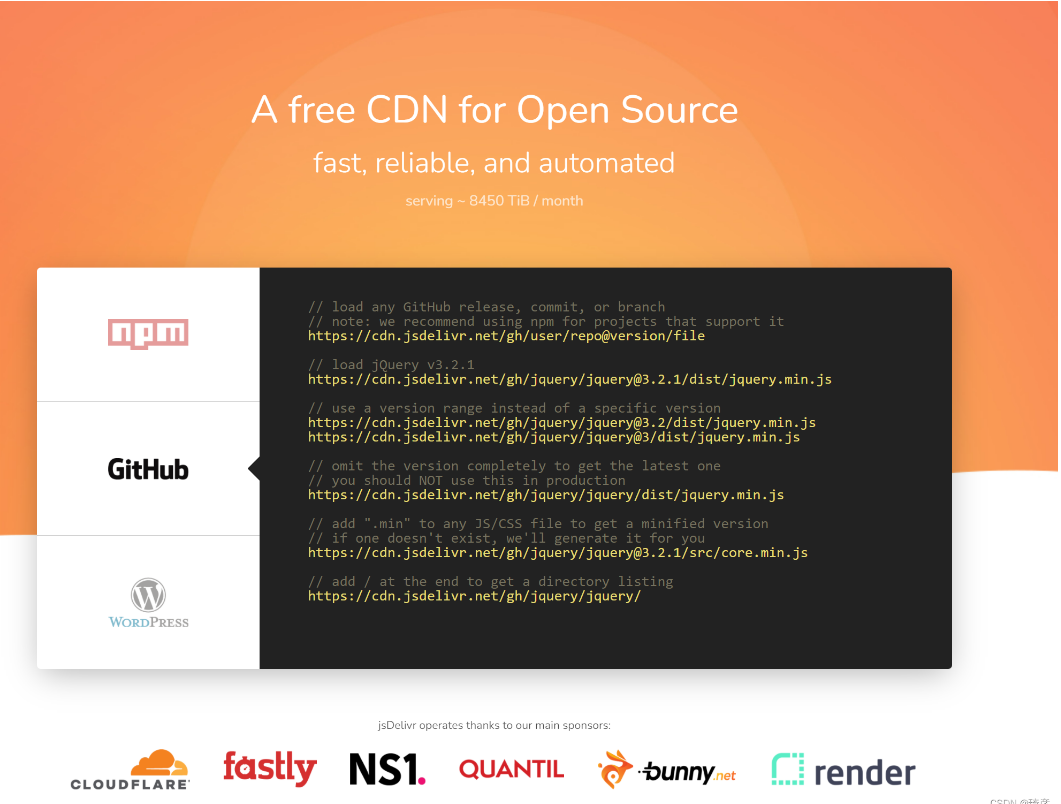 A free CDN for Open Source
fast, reliable, and automated
serving ~ 8450 TiB / month
npm
GitHub
WORDPRESS
// load any GitHub release, commit, or branch
// note: we recommend using npm for projects that support it
https://cdn.jsdelivr.net/gh/user/repo@version/file
// load jQuery v3.2.1
https://cdn.jsdelivr.net/gh/jquery/jquery@3.2.1/dist/jquery.min.js
// use a version range instead of a specific version
https://cdn.jsdelivr.net/gh/jquery/jquery@3.2/dist/jquery.min.js
https://cdn.jsdelivr.net/gh/jquery/jquery@3/dist/jquery.min.js
// omit the version completely to get the latest one
// you should NOT use this in production
https://cdn.jsdelivr.net/gh/jquery/jquery/dist/jquery.min.js
// add ".min" to any JS/CSS file to get a minified version
// if one doesn't exist, we'll generate it for you
https://cdn.jsdelivr.net/gh/jquery/jquery@3.2.1/src/core.min.js
// add / at the end to get a directory listing
https://cdn.jsdelivr.net/gh/jquery/jquery/
jsDelivr operates thanks to our main sponsors:
CLOUDFLARE fastly NS1. QUANTIL bunny.net render